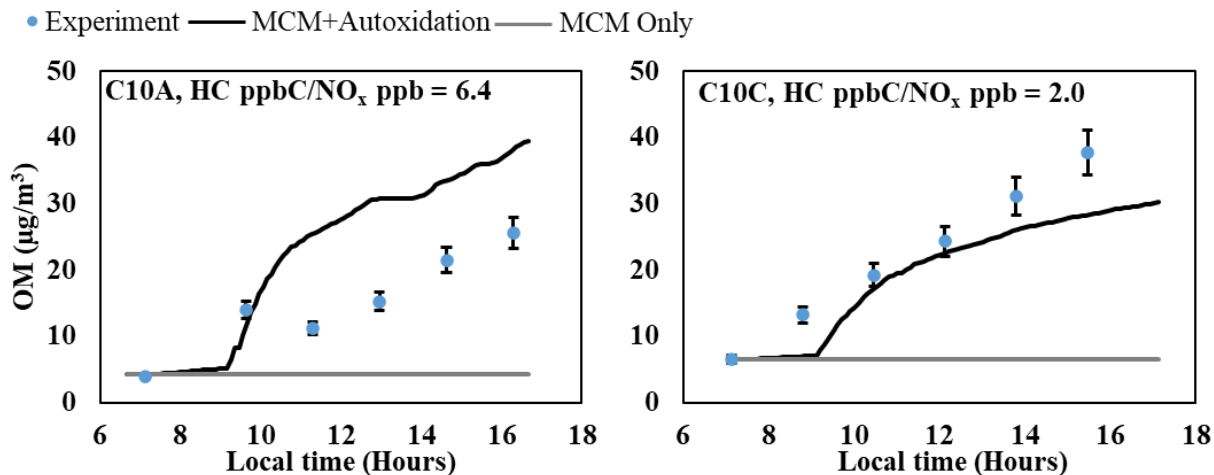 Experiment MCM+Autoxidation MCM Only
C10A, HC ppbC/NOx ppb = 6.4
C10C, HC ppbC/NOx ppb = 2.0
OM (µg/m³)
50
40
30
20
10
0
6 8 10 12 14 16 18
Local time (Hours)
50
40
30
20
10
0
6 8 10 12 14 16 18
Local time (Hours)